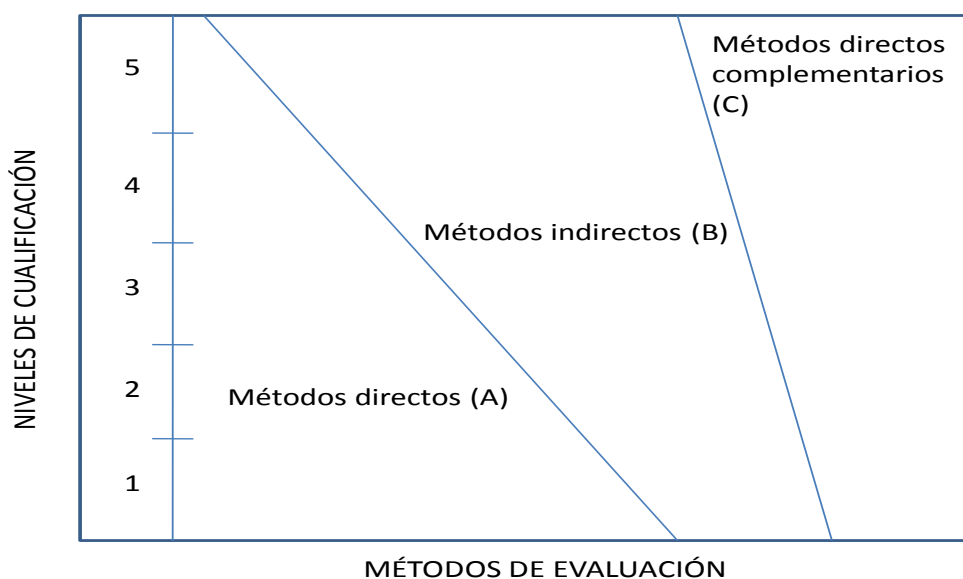 NIVELES DE CUALIFICACIÓN
5
4
3
2
1
Métodos directos
complementarios
(C)
Métodos indirectos (B)
Métodos directos (A)
MÉTODOS DE EVALUACIÓN